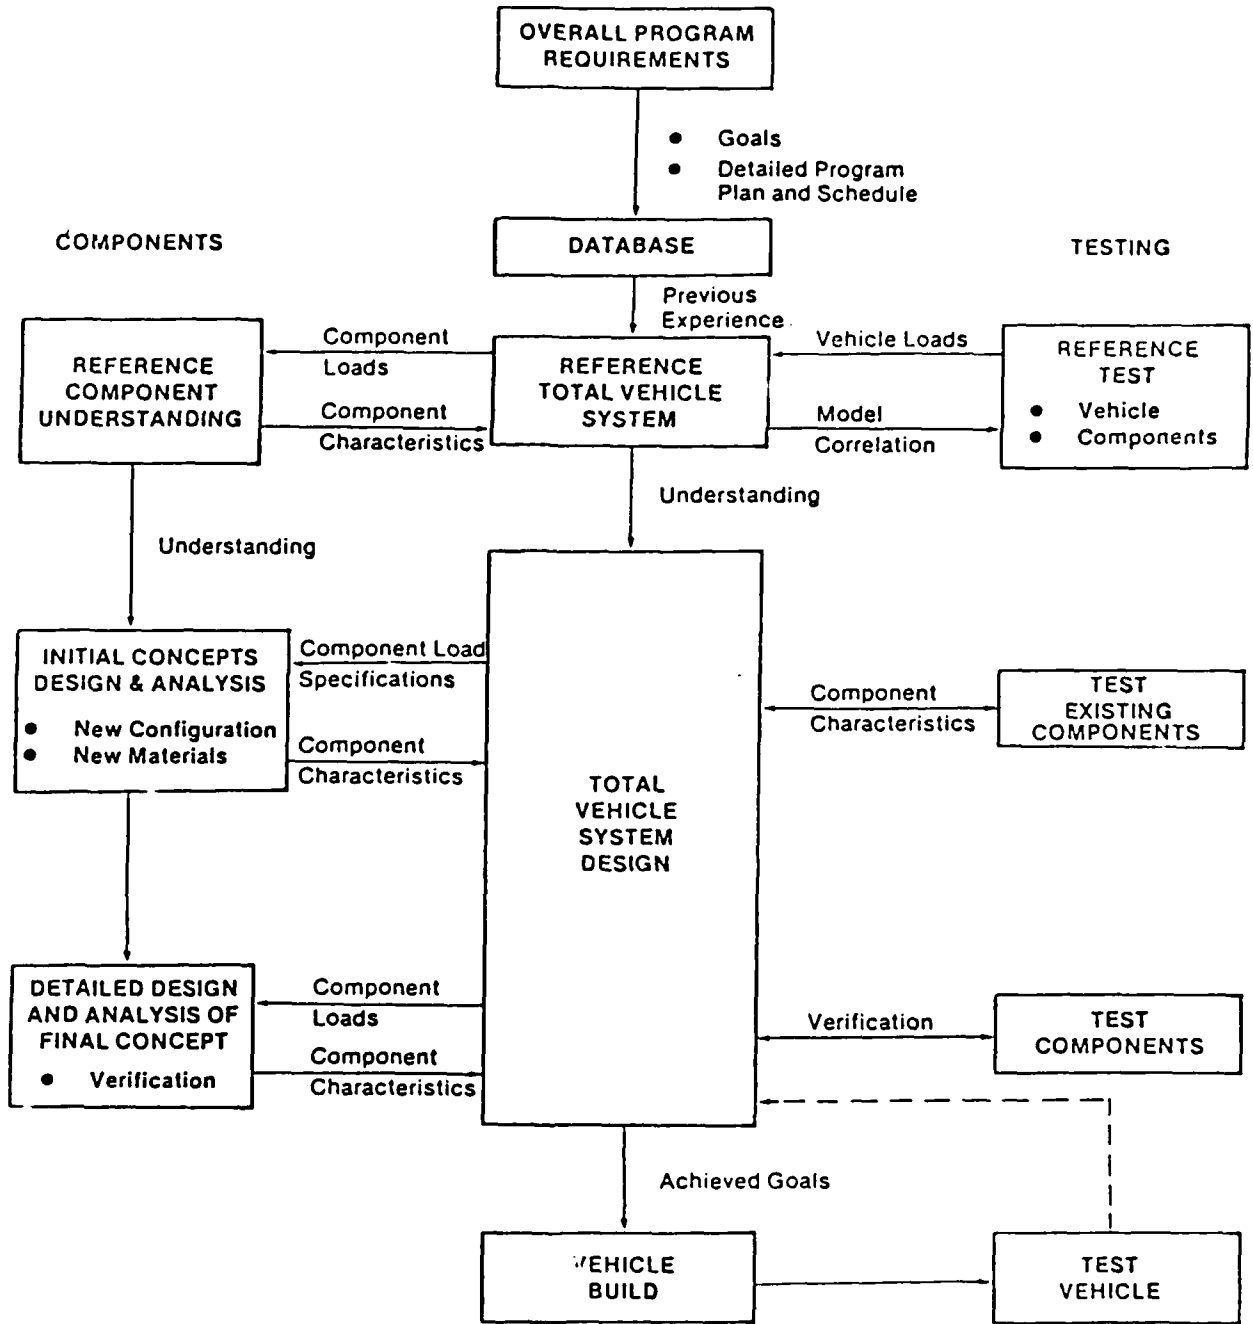 OVERALL PROGRAM
REQUIREMENTS
● Goals
● Detailed Program
Plan and Schedule
COMPONENTS
DATABASE
TESTING
Previous
Experience
Component
Loads
Component
Characteristics
Vehicle Loads
Model
Correlation
REFERENCE
COMPONENT
UNDERSTANDING
REFERENCE
TOTAL VEHICLE
SYSTEM
REFERENCE
TEST
● Vehicle
● Components
Understanding
Understanding
INITIAL CONCEPTS
DESIGN & ANALYSIS
● New Configuration
● New Materials
Component Load
Specifications
Component
Characteristics
TOTAL
VEHICLE
SYSTEM
DESIGN
Component
Characteristics
TEST
EXISTING
COMPONENTS
DETAILED DESIGN
AND ANALYSIS OF
FINAL CONCEPT
● Verification
Component
Loads
Component
Characteristics
Verification
TEST
COMPONENTS
Achieved Goals
VEHICLE
BUILD
TEST
VEHICLE